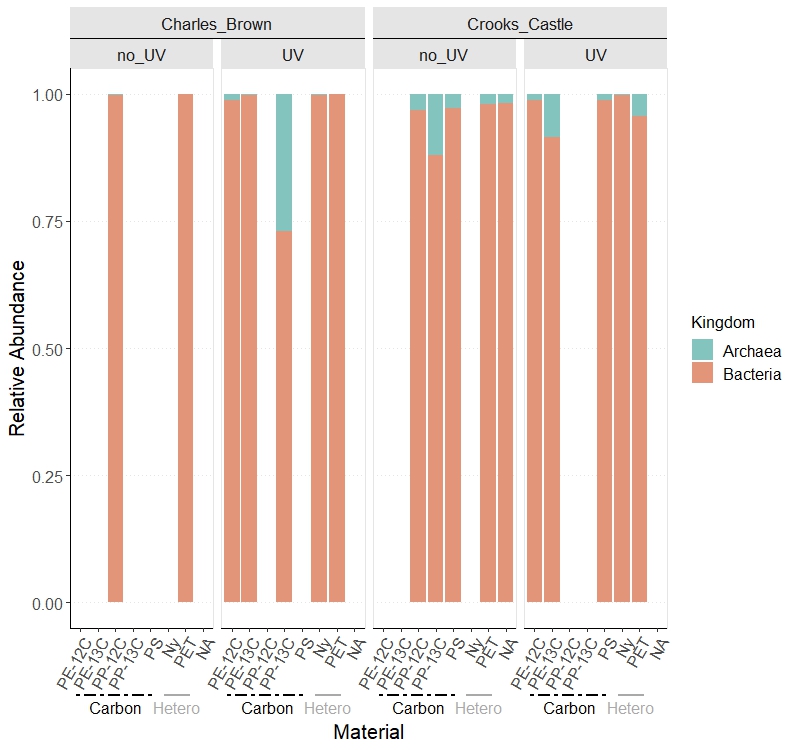 Charles_Brown Crooks_Castle
no_UV UV no_UV UV
1.00
0.75
0.50
0.25
0.00
Relative Abundance
Kingdom
Archaea
Bacteria
PE-12C PE-13C PP-12C PP-13C PS Ny PET NA PE-12C PE-13C PP-12C PP-13C PS Ny PET NA PE-12C PE-13C PP-12C PP-13C PS Ny PET NA PE-12C PE-13C PP-12C PP-13C PS Ny PET NA
Carbon Hetero Carbon Hetero Carbon Hetero Carbon Hetero
Material